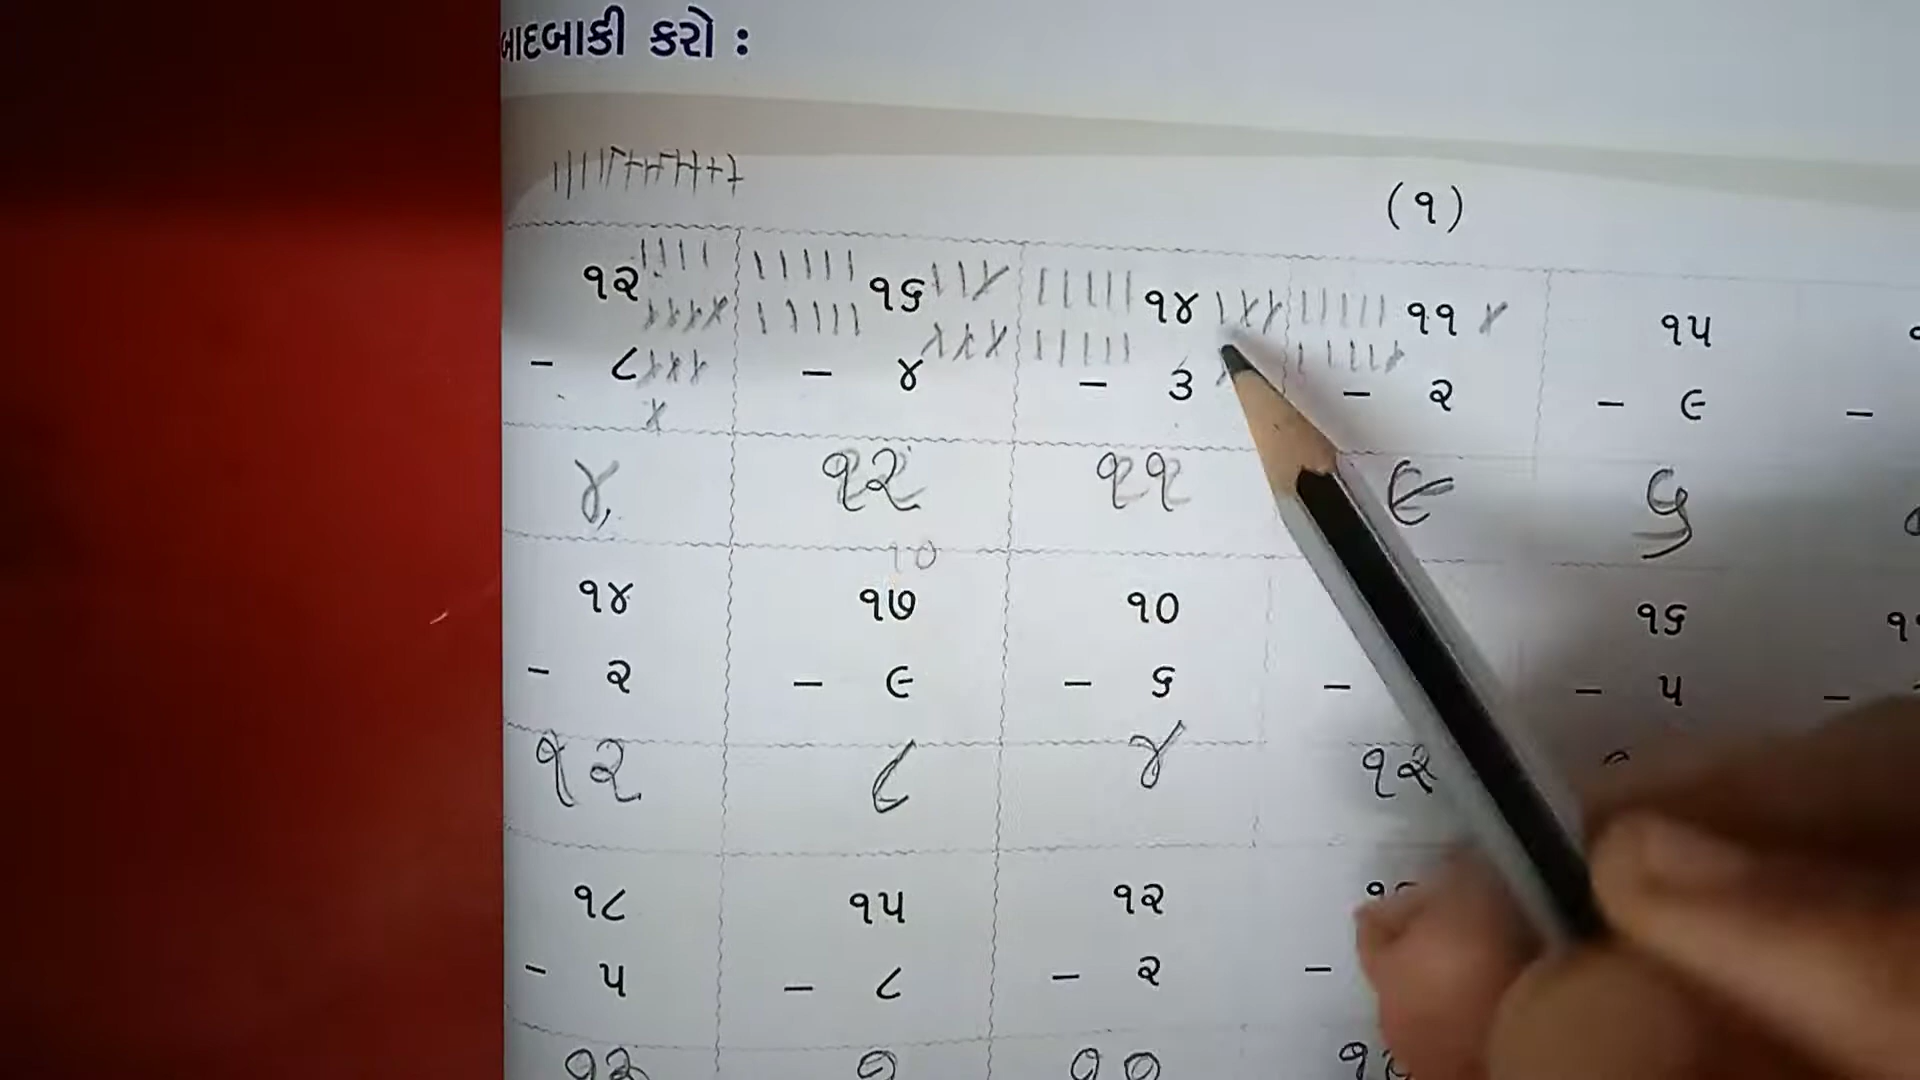 બાદબાકી કરો :
(૧)
૧૨ ૧૬ ૧૪ ૧૧ ૧૫
- ૮ - ૪ - ૩ - ૨ - ૯ -
૪ ૧૨ ૧૧ ૯ ૬
૧૦
૧૪ ૧૭ ૧૦ ૧૬
- ૨ - ૯ - ૬ - - ૫ -
૧૨ ૮ ૪ ૧૨
૧૮ ૧૫ ૧૨
- ૫ - ૮ - ૨ -